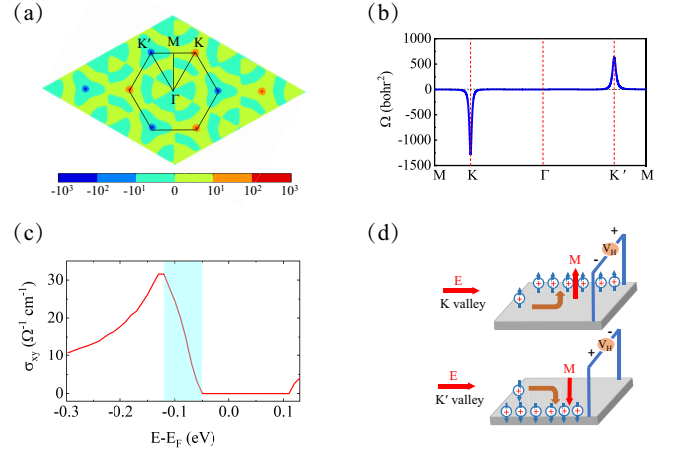 (a)
K′ M K
Γ
-10³ -10² -10¹ 0 10¹ 10² 10³
(b)
Ω (bohr²)
1000
500
0
-500
-1000
-1500
M K Γ K′ M
(c)
σxy (Ω⁻¹ cm⁻¹)
30
20
10
0
-0.3 -0.2 -0.1 0.0 0.1
E-EF (eV)
(d)
+
VH
-
M
E
K valley
+ + + + + + +
-
VH
+
E
M
K′ valley
+
+ + + + + +